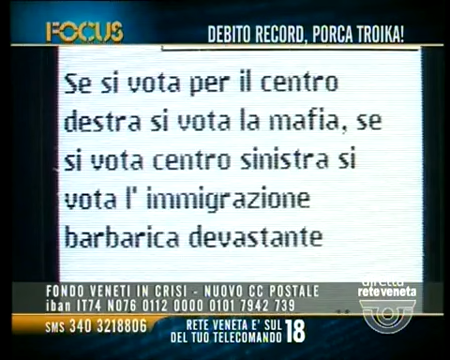 FOCUS
DEBITO RECORD, PORCA TROIKA!
Se si vota per il centro
destra si vota la mafia, se
si vota centro sinistra si
vota l' immigrazione
barbarica devastante
diretta
reteveneta
FONDO VENETI IN CRISI - NUOVO CC POSTALE
iban IT74 N076 0112 0000 0101 7942 739
SMS 340 3218806
RETE VENETA E' SUL
DEL TUO TELECOMANDO 18